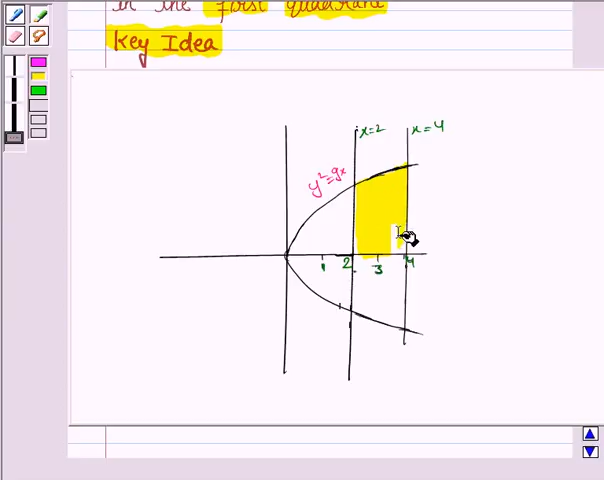 in the first quadrant
Key Idea
x=2
x=4
y²=9x
1 2 3 4